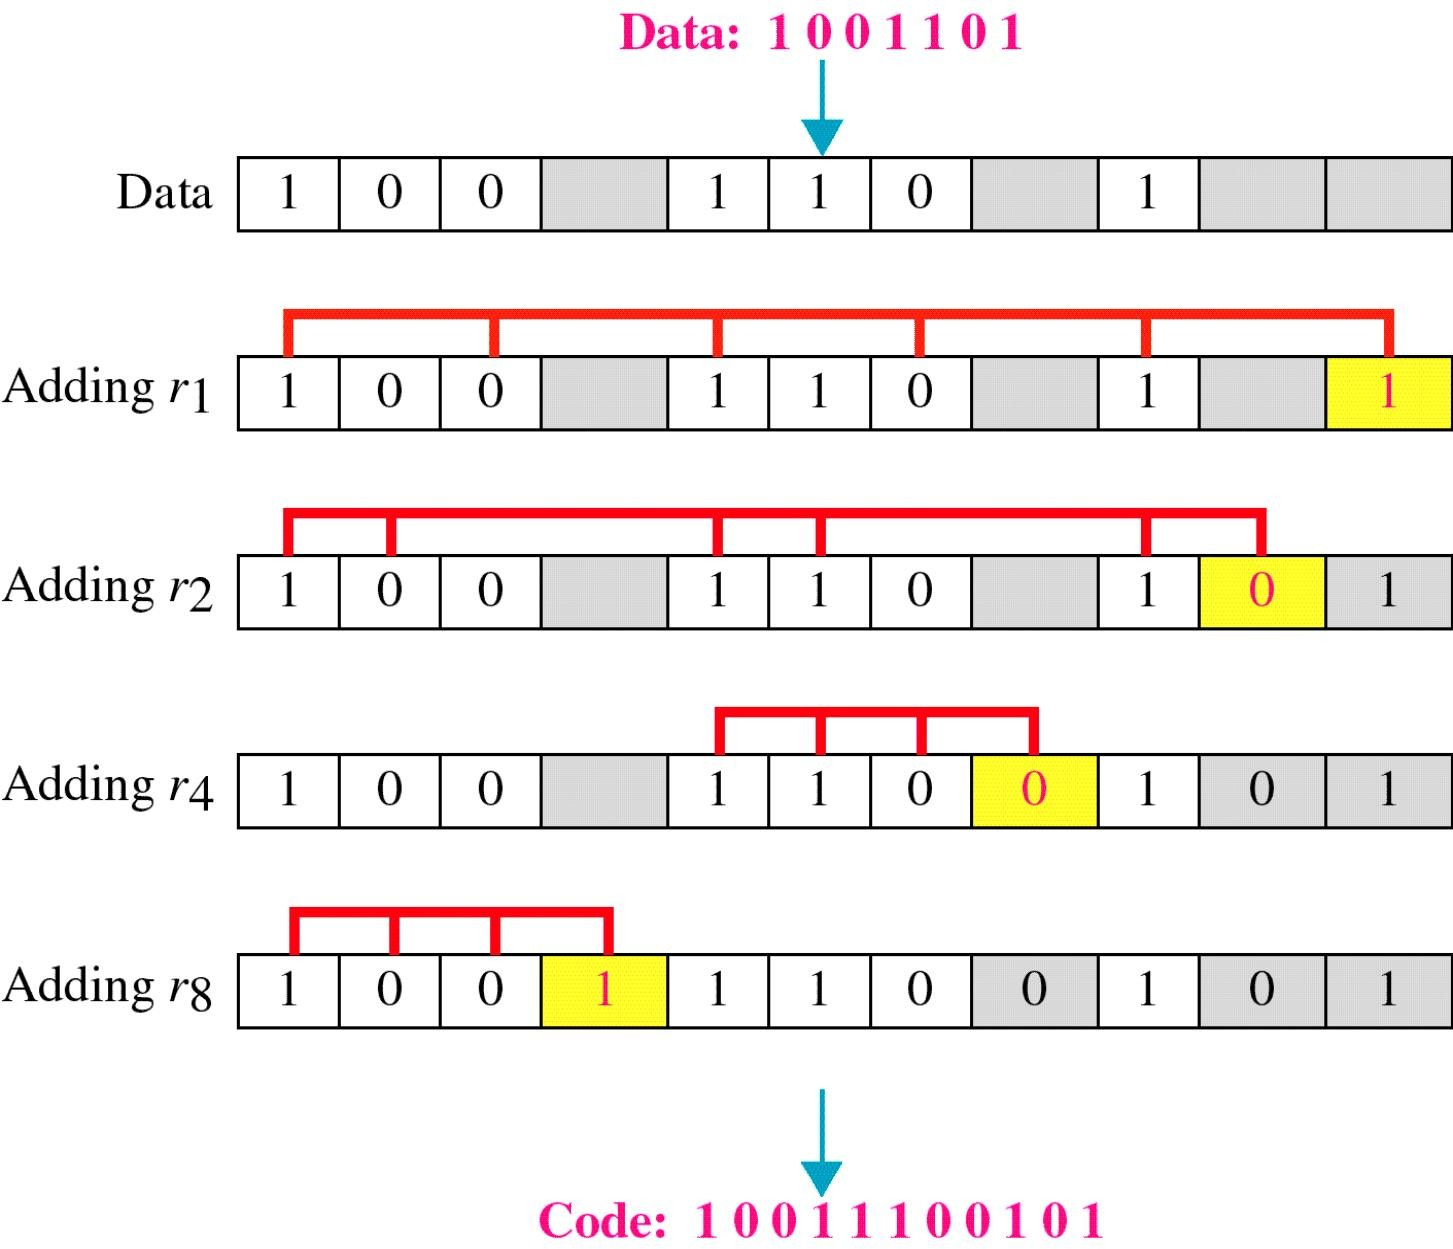 Data: 1 0 0 1 1 0 1
Data 1 0 0 1 1 0 1
Adding r1 1 0 0 1 1 0 1 1
Adding r2 1 0 0 1 1 0 1 0 1
Adding r4 1 0 0 1 1 0 0 1 0 1
Adding r8 1 0 0 1 1 1 0 0 1 0 1
Code: 1 0 0 1 1 1 0 0 1 0 1